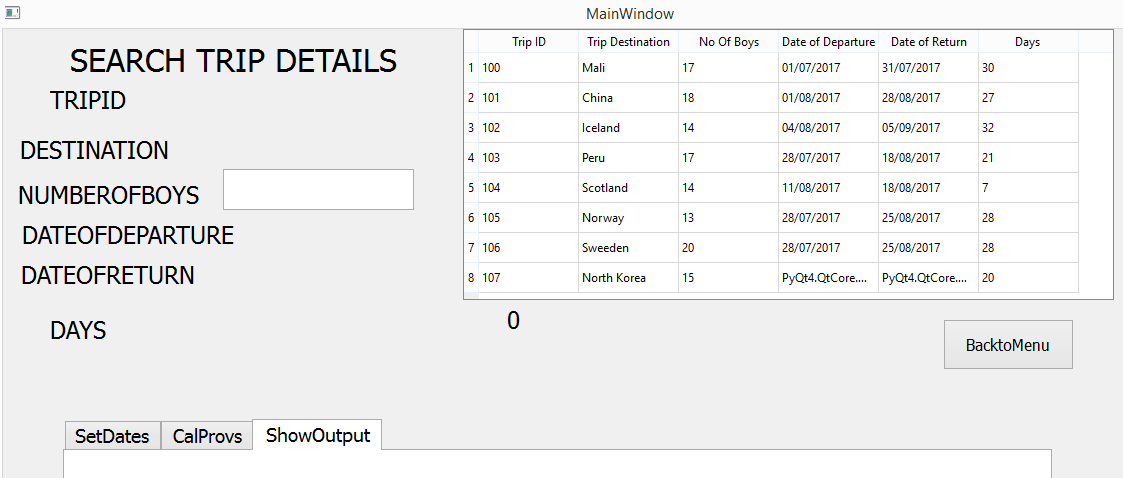 MainWindow
SEARCH TRIP DETAILS
TRIPID
DESTINATION
NUMBEROFBOYS
DATEOFDEPARTURE
DATEOFRETURN
DAYS
Trip ID Trip Destination No Of Boys Date of Departure Date of Return Days
1 100 Mali 17 01/07/2017 31/07/2017 30
2 101 China 18 01/08/2017 28/08/2017 27
3 102 Iceland 14 04/08/2017 05/09/2017 32
4 103 Peru 17 28/07/2017 18/08/2017 21
5 104 Scotland 14 11/08/2017 18/08/2017 7
6 105 Norway 13 28/07/2017 25/08/2017 28
7 106 Sweeden 20 28/07/2017 25/08/2017 28
8 107 North Korea 15 PyQt4.QtCore.... PyQt4.QtCore.... 20
0
BacktoMenu
SetDates CalProvs ShowOutput